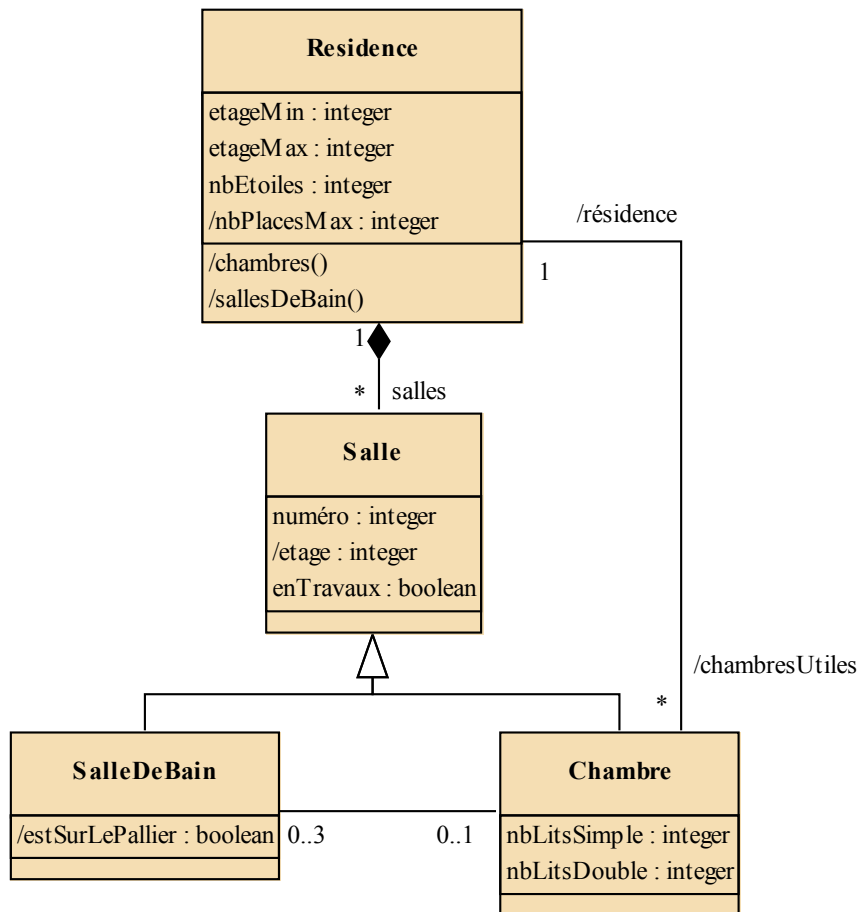 Residence
etageMin : integer
etageMax : integer
nbEtoiles : integer
/nbPlacesMax : integer
/chambres()
/sallesDeBain()
/résidence
1
1
* salles
Salle
numéro : integer
/etage : integer
enTravaux : boolean
/chambresUtiles
*
SalleDeBain
/estSurLePallier : boolean
0..3
0..1
Chambre
nbLitsSimple : integer
nbLitsDouble : integer